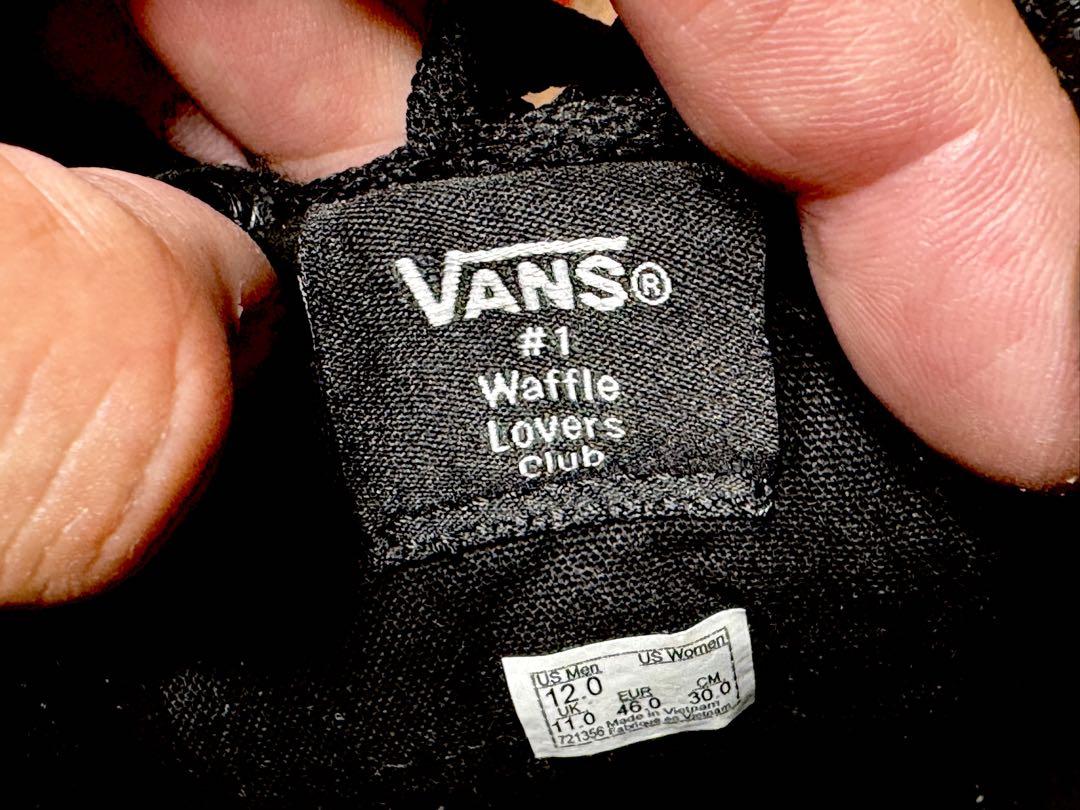 VANS®
#1
Waffle
Lovers
club
US Men US Women
12.0
UK EUR CM
11.0 46.0 30.0
Made in Vietnam
721356 Fabriqué en Vietnam